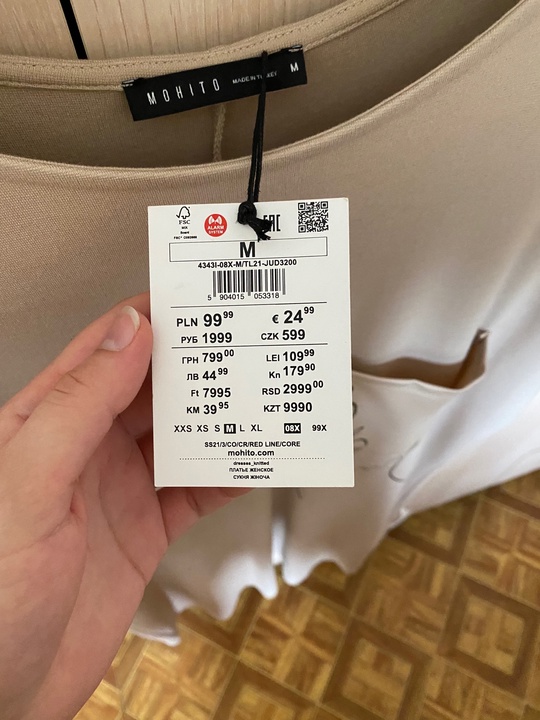 MOHITO MADE IN M
FSC
MIX
Board
ALARM
SYSTEM
EAC
M
4343I-08X-M/TL21-JUD3200
5 904015 053318
PLN 99 99 € 24 99
РУБ 1999 CZK 599
ГРН 799 00 LEI 109 99
ЛВ 44 99 Kn 179 90
Ft 7995 RSD 2999 00
KM 39 95 KZT 9990
XXS XS S M L XL 08X 99X
SS21/3/CO/CR/RED LINE/CORE
mohito.com
dresses_knitted
ПЛАТЬЕ ЖЕНСКОЕ
СУКНЯ ЖІНОЧА